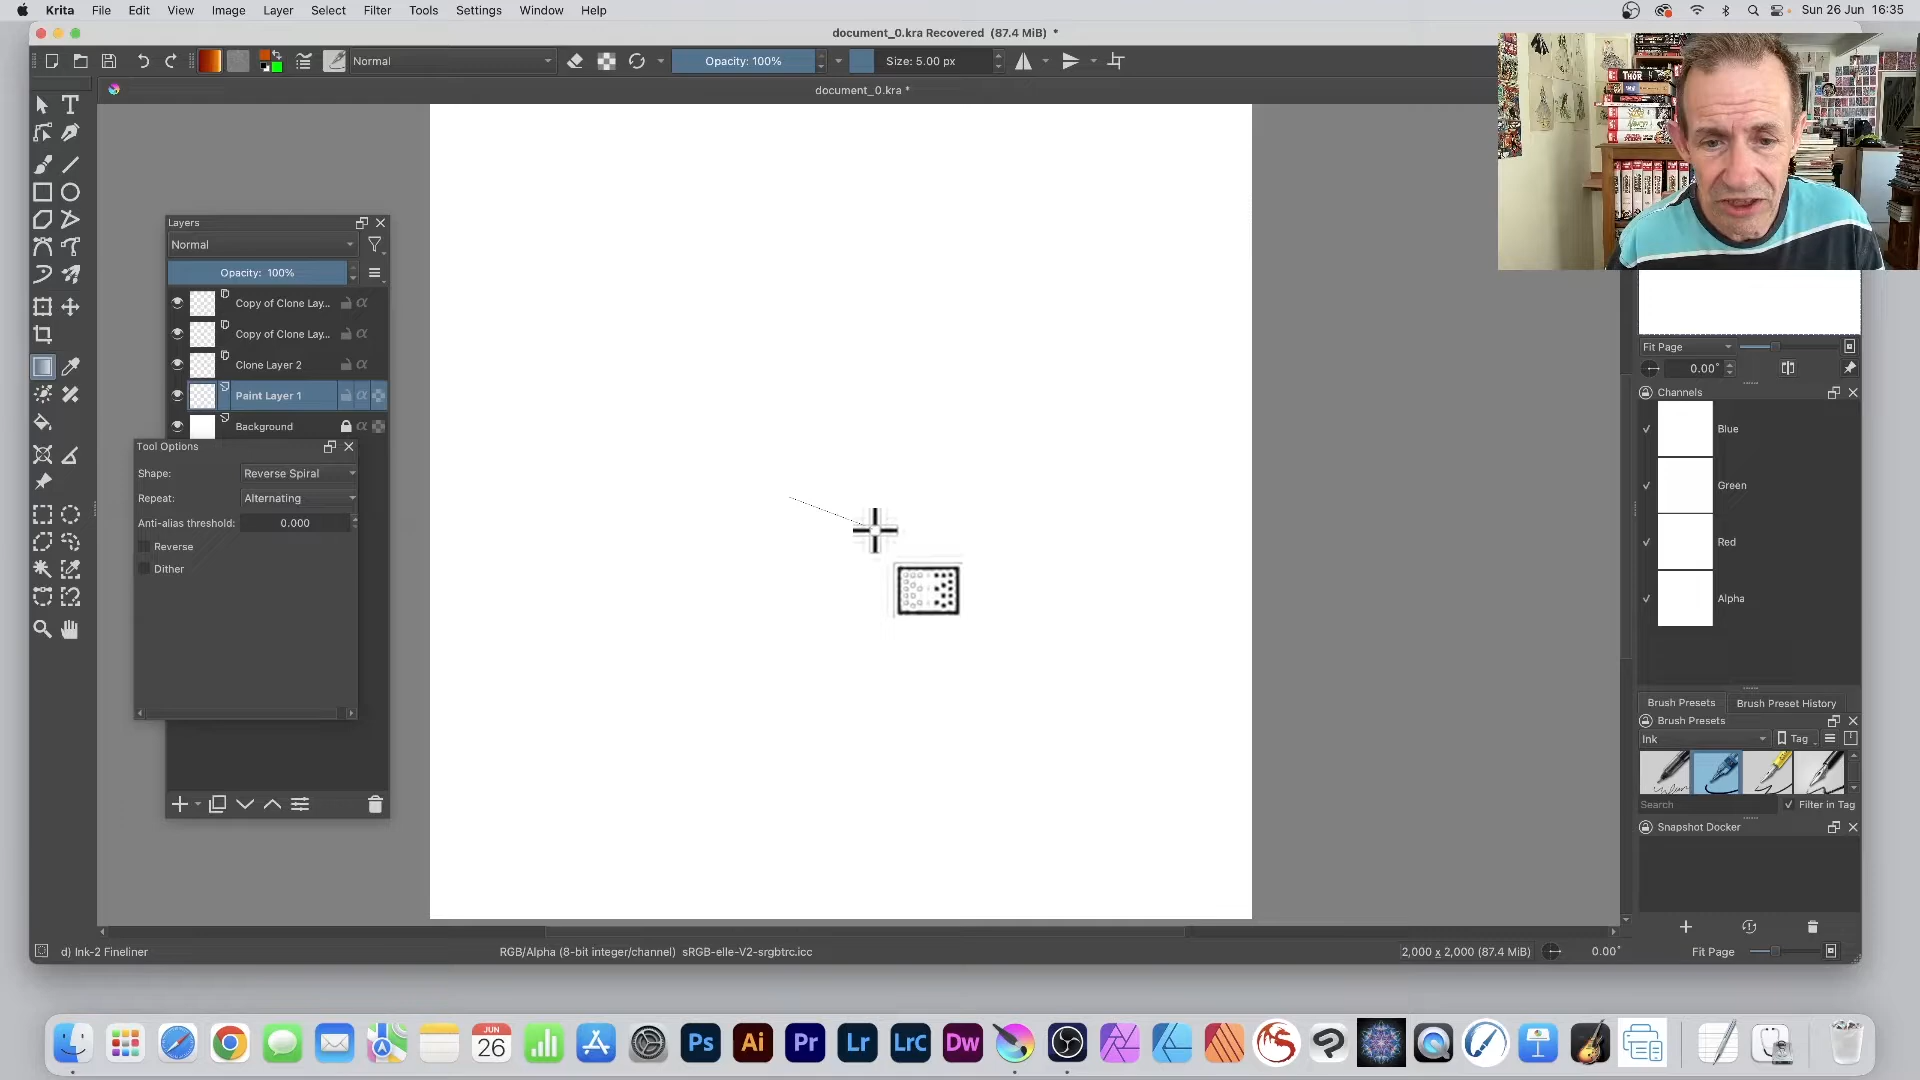 Krita File Edit View Image Layer Select Filter Tools Settings Window Help Sun 26 Jun 16:35
document_0.kra Recovered (87.4 MiB) *
Normal Opacity: 100% Size: 5.00 px
document_0.kra *
THOR
Layers
Normal
Opacity: 100%
Copy of Clone Lay...
Copy of Clone Lay...
Clone Layer 2
Paint Layer 1
Background
Tool Options
Shape: Reverse Spiral
Repeat: Alternating
Anti-alias threshold: 0.000
Reverse
Dither
Fit Page
0.00°
Channels
Blue
Green
Red
Alpha
Brush Presets Brush Preset History
Brush Presets
Ink Tag
Search Filter in Tag
Snapshot Docker
d) Ink-2 Fineliner RGB/Alpha (8-bit integer/channel) sRGB-elle-V2-srgbtrc.icc 2,000 x 2,000 (87.4 MiB) 0.00° Fit Page
JUN
26 Ps Ai Pr Lr LrC Dw